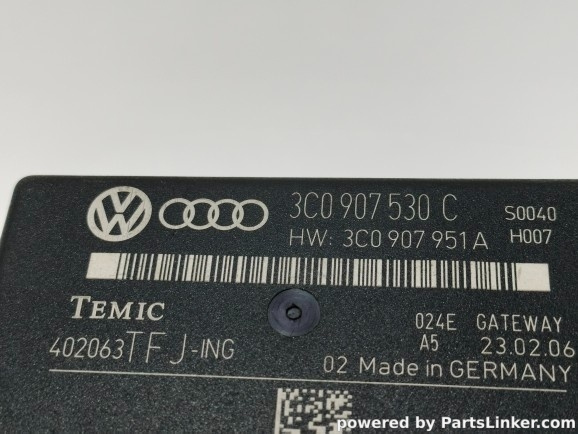 3C0 907 530 C S0040
HW: 3C0 907 951 A H007
TEMIC
024E GATEWAY
402063TFJ-ING A5 23.02.06
02 Made in GERMANY
powered by PartsLinker.com